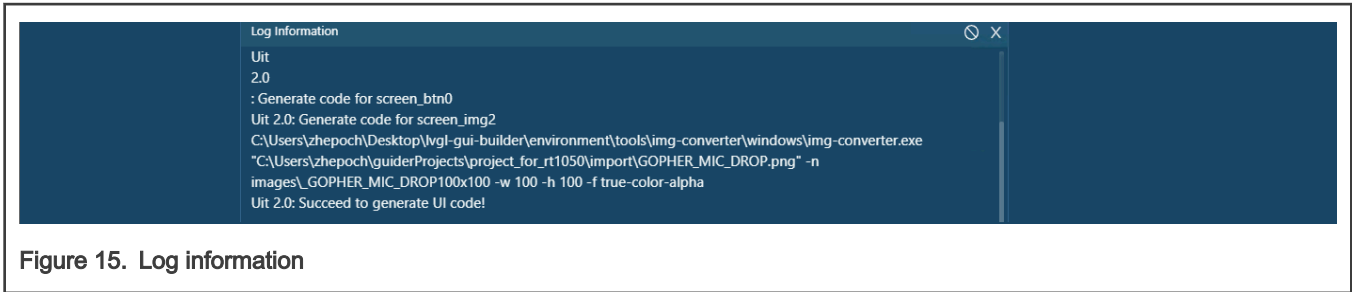 Log Information
X
Uit
2.0
: Generate code for screen_btn0
Uit 2.0: Generate code for screen_img2
C:\Users\zhepoch\Desktop\lvgl-gui-builder\environment\tools\img-converter\windows\img-converter.exe
"C:\Users\zhepoch\guiderProjects\project_for_rt1050\import\GOPHER_MIC_DROP.png" -n
images\_GOPHER_MIC_DROP100x100 -w 100 -h 100 -f true-color-alpha
Uit 2.0: Succeed to generate UI code!
Figure 15. Log information